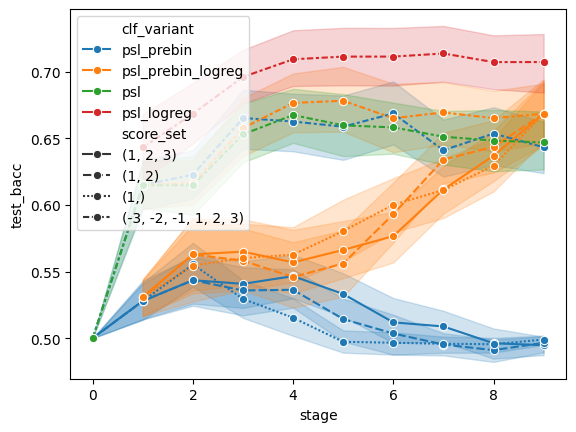 clf_variant
psl_prebin
psl_prebin_logreg
psl
psl_logreg
score_set
(1, 2, 3)
(1, 2)
(1,)
(-3, -2, -1, 1, 2, 3)
0.70
0.65
0.60
0.55
0.50
test_bacc
0 2 4 6 8
stage